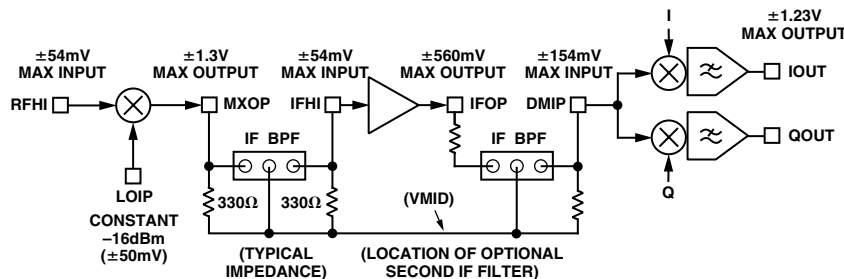 I
±1.23V
MAX OUTPUT
±54mV
MAX INPUT
±1.3V
MAX OUTPUT
±54mV
MAX INPUT
±560mV
MAX OUTPUT
±154mV
MAX INPUT
RFHI
MXOP
IFHI
IFOP
DMIP
IOUT
QOUT
IF BPF
IF BPF
LOIP
330Ω
330Ω
(VMID)
Q
CONSTANT
–16dBm
(±50mV)
(TYPICAL
IMPEDANCE)
(LOCATION OF OPTIONAL
SECOND IF FILTER)